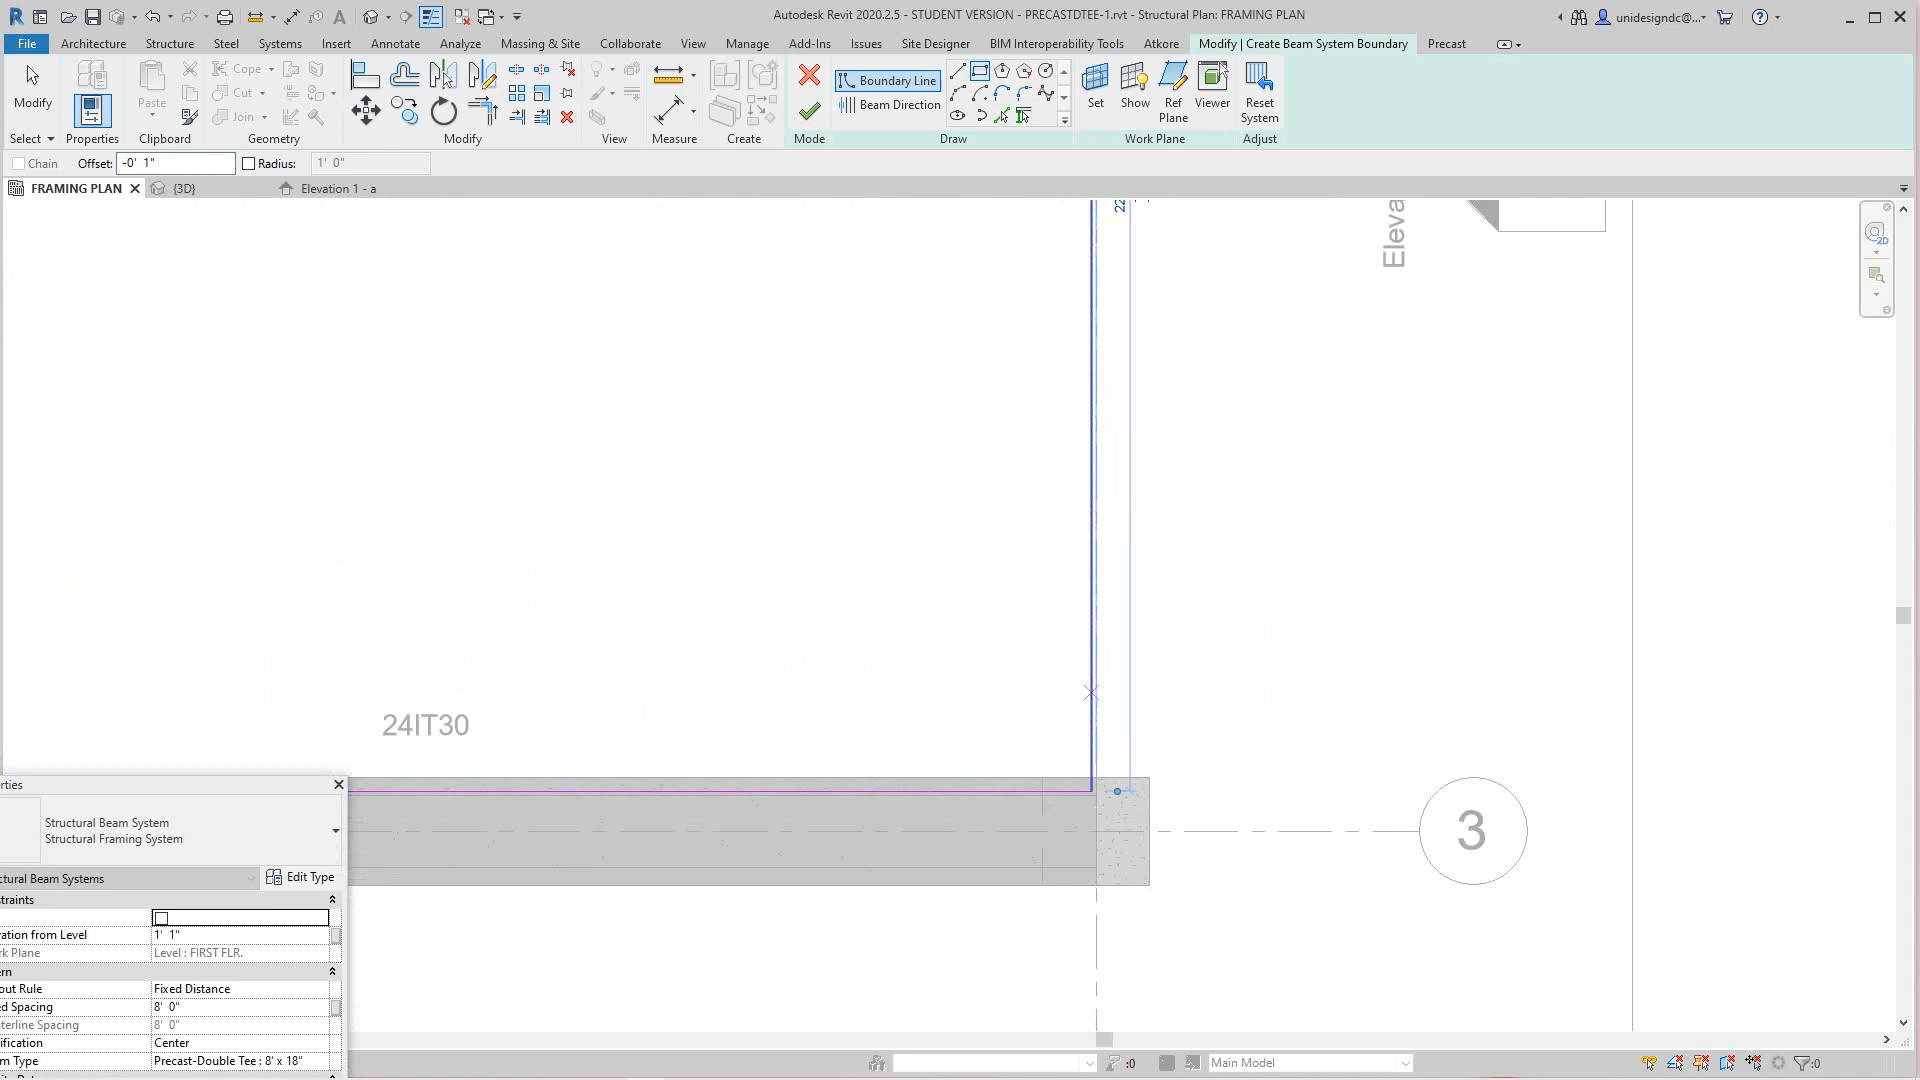 Autodesk Revit 2020.2.5 - STUDENT VERSION - PRECASTDTEE-1.rvt - Structural Plan: FRAMING PLAN
unidesigndc@...
File Architecture Structure Steel Systems Insert Annotate Analyze Massing & Site Collaborate View Manage Add-Ins Issues Site Designer BIM Interoperability Tools Atkore Modify | Create Beam System Boundary Precast
Modify
Select
Properties
Paste
Clipboard
Cope
Cut
Join
Geometry
Modify
View
Measure
Create
Mode
Boundary Line
Beam Direction
Draw
Set
Show
Ref
Plane
Viewer
Work Plane
Reset
System
Adjust
Chain Offset: -0' 1" Radius: 1' 0"
FRAMING PLAN {3D} Elevation 1 - a
22
Eleva
2D
24IT30
3
rties
Structural Beam System
Structural Framing System
ctural Beam Systems Edit Type
traints
ration from Level 1' 1"
rk Plane Level : FIRST FLR.
ern
out Rule Fixed Distance
ed Spacing 8' 0"
terline Spacing 8' 0"
ification Center
m Type Precast-Double Tee : 8' x 18"
:0 Main Model :0